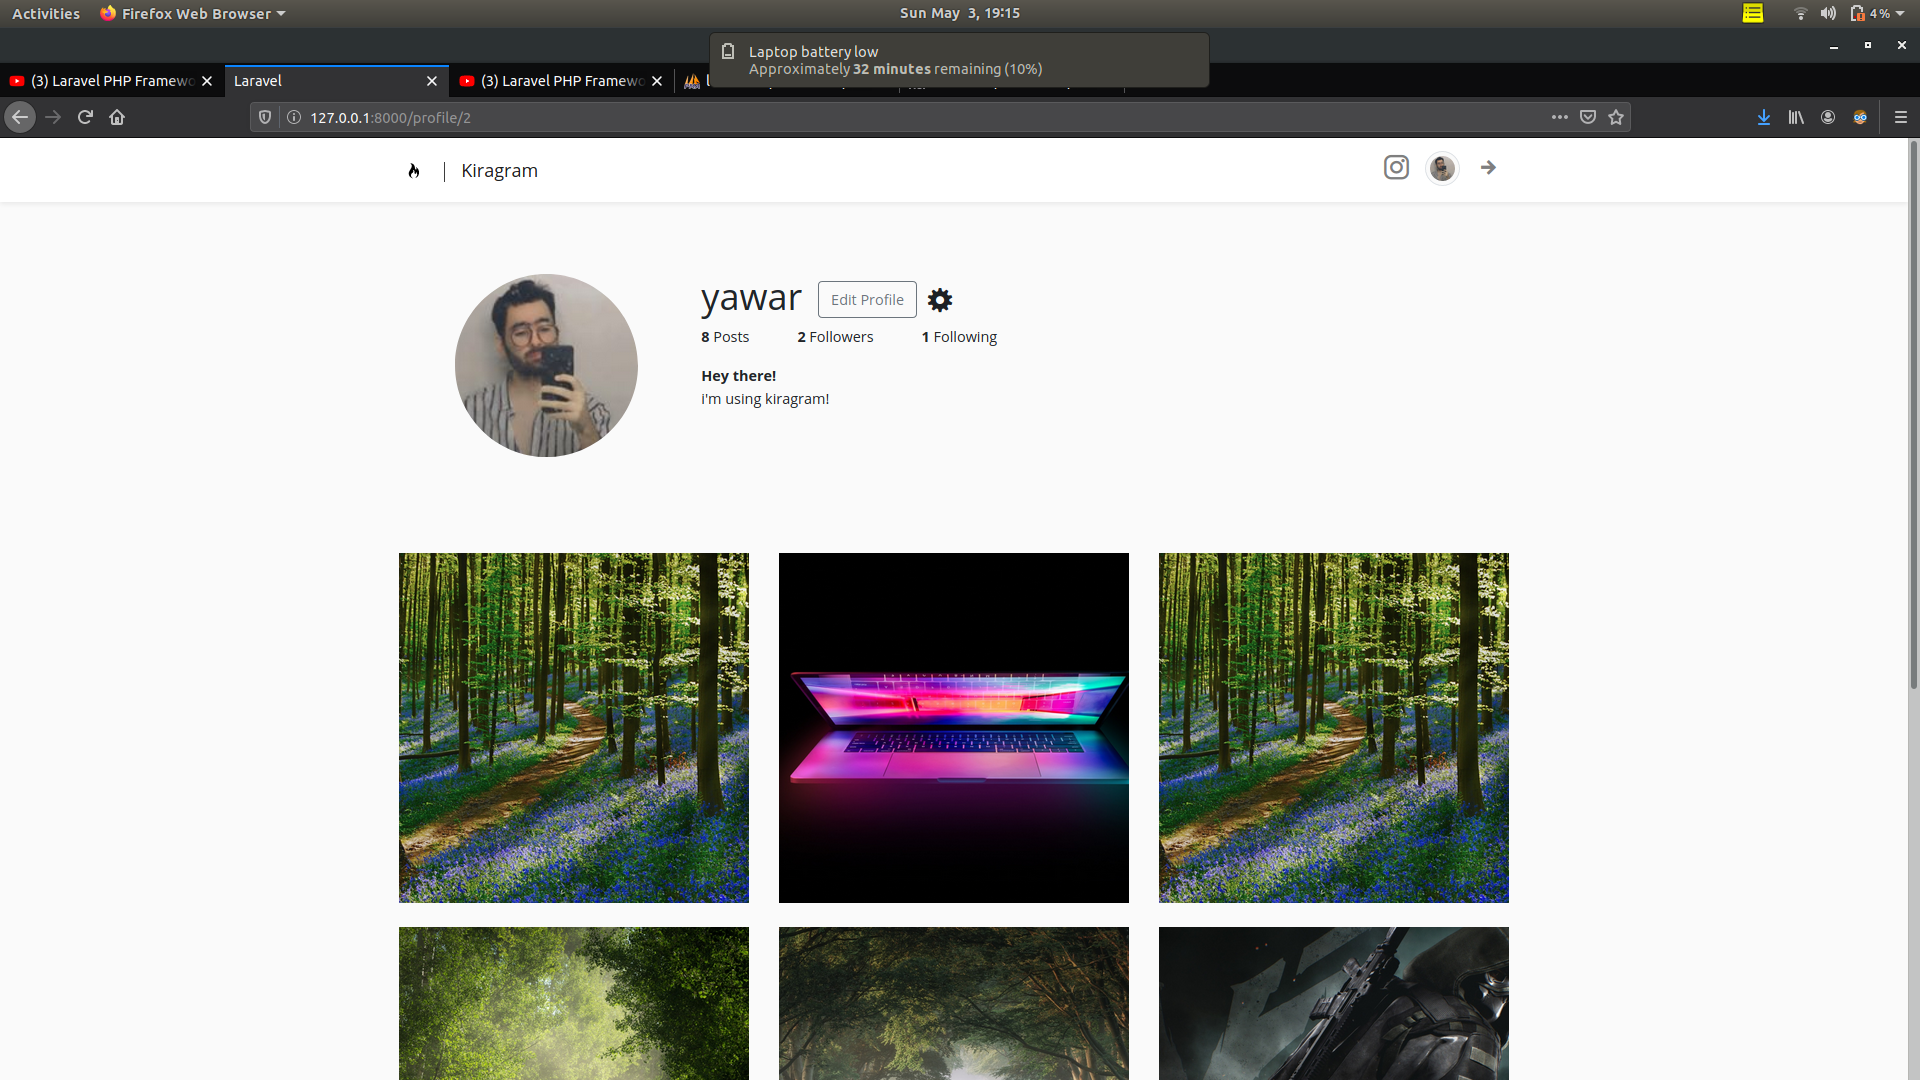 Activities Firefox Web Browser Sun May 3, 19:15 4 %
Laptop battery low
Approximately 32 minutes remaining (10%)
(3) Laravel PHP Framewo Laravel (3) Laravel PHP Framewo
127.0.0.1:8000/profile/2
Kiragram
yawar Edit Profile
8 Posts 2 Followers 1 Following
Hey there!
i'm using kiragram!